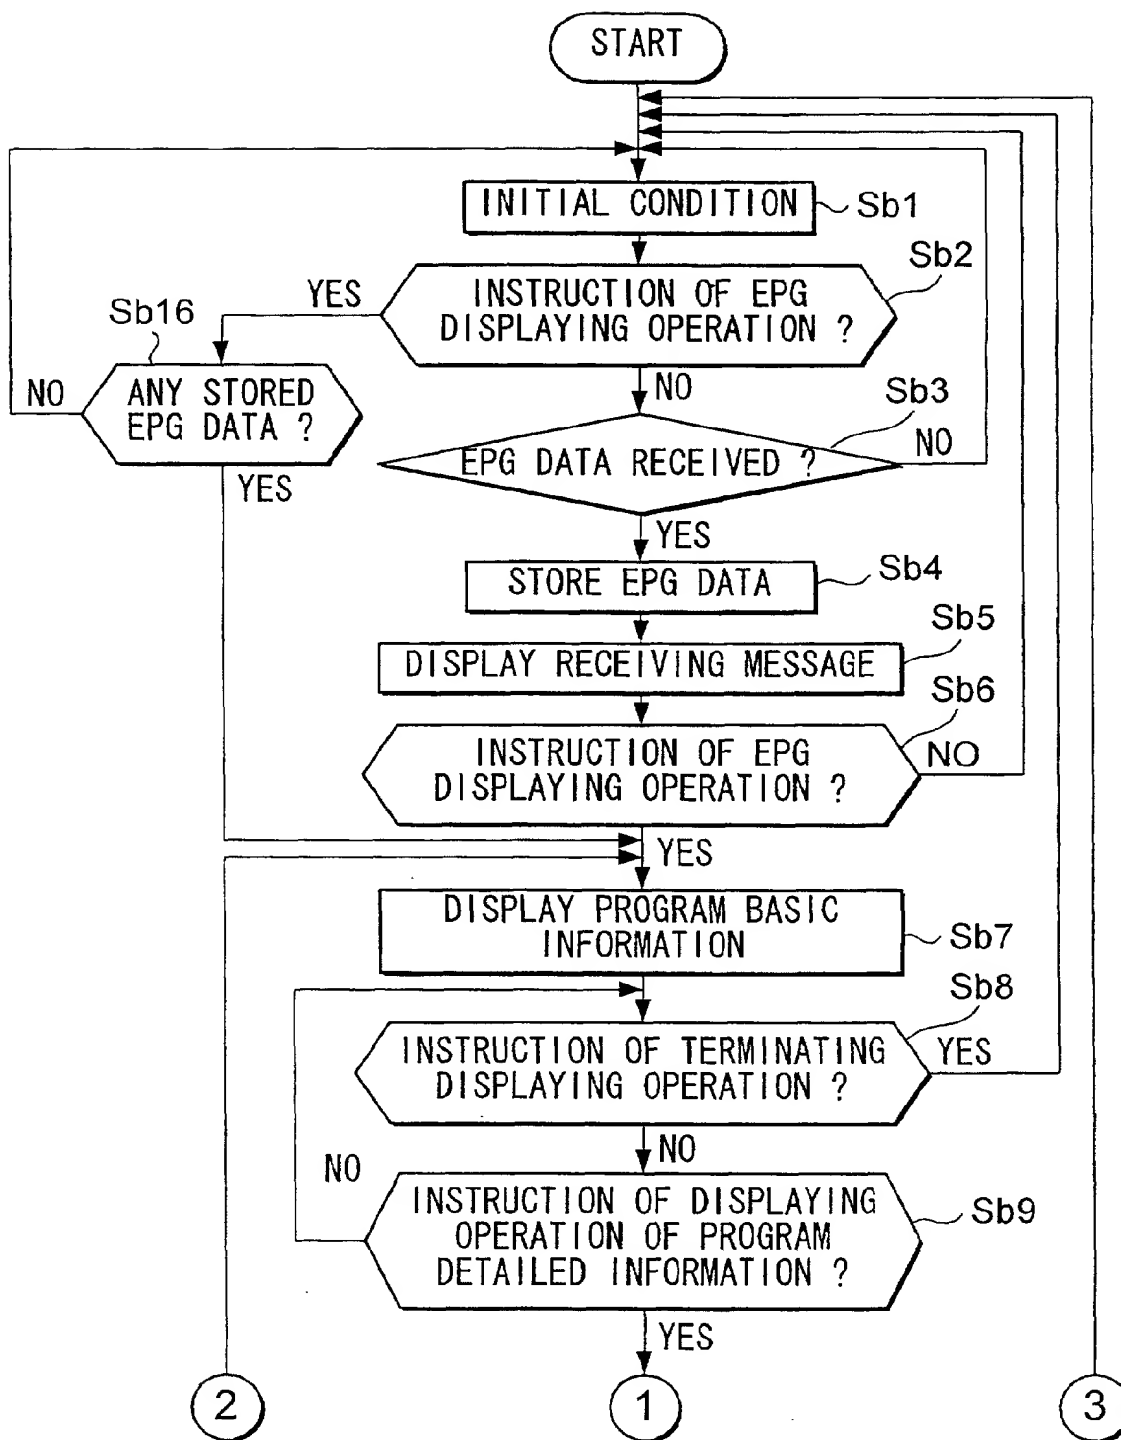 START
INITIAL CONDITION
Sb1
Sb2
INSTRUCTION OF EPG
DISPLAYING OPERATION ?
YES
Sb16
ANY STORED
EPG DATA ?
NO
YES
NO
Sb3
EPG DATA RECEIVED ?
NO
YES
STORE EPG DATA
Sb4
Sb5
DISPLAY RECEIVING MESSAGE
Sb6
INSTRUCTION OF EPG
DISPLAYING OPERATION ?
NO
YES
DISPLAY PROGRAM BASIC
INFORMATION
Sb7
Sb8
INSTRUCTION OF TERMINATING
DISPLAYING OPERATION ?
YES
NO
NO
INSTRUCTION OF DISPLAYING
OPERATION OF PROGRAM
DETAILED INFORMATION ?
Sb9
YES
2
1
3